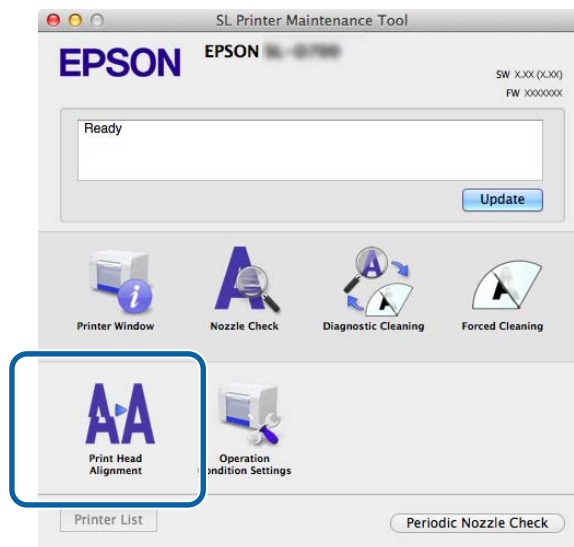 SL Printer Maintenance Tool
EPSON
EPSON
SW X.XX (X.XX)
FW XXXXXXX
Ready
Update
Printer Window
Nozzle Check
Diagnostic Cleaning
Forced Cleaning
Print Head
Alignment
Operation
ondition Settings
Printer List
Periodic Nozzle Check